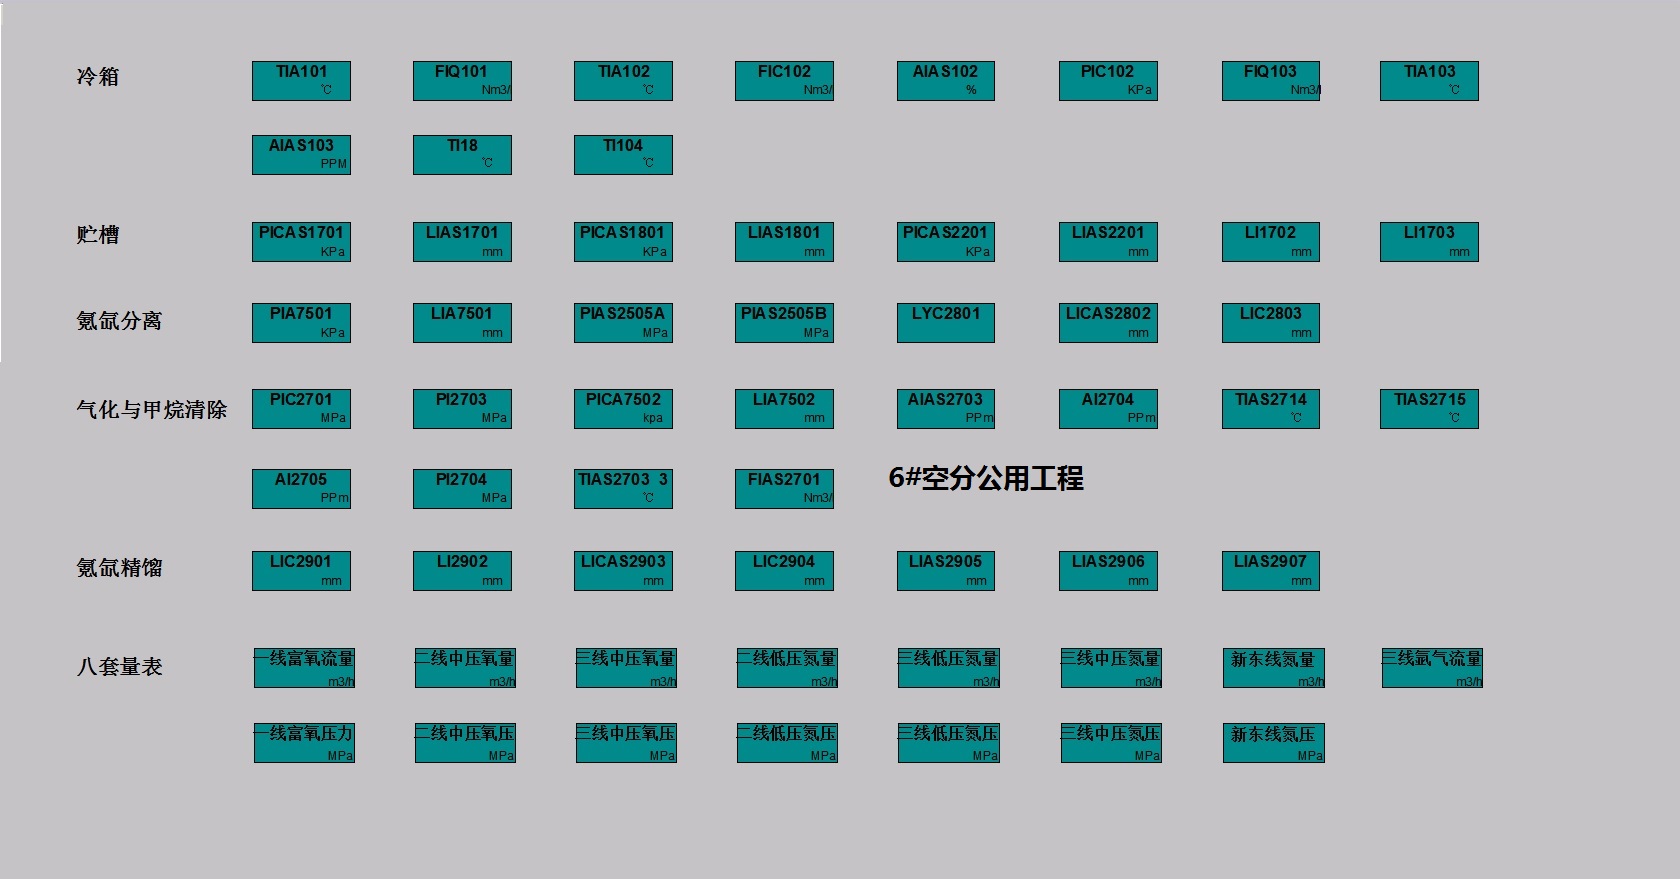 冷箱 TIA101 FIQ101 TIA102 FIC102 AIAS102 PIC102 FIQ103 TIA103
℃ Nm3/ ℃ Nm3/ % KPa Nm3/ ℃
AIAS103 TI18 TI104
PPM ℃ ℃
贮槽 PICAS1701 LIAS1701 PICAS1801 LIAS1801 PICAS2201 LIAS2201 LI1702 LI1703
KPa mm KPa mm KPa mm mm mm
氦氙分离 PIA7501 LIA7501 PIAS2505A PIAS2505B LYC2801 LICAS2802 LIC2803
KPa mm MPa MPa mm mm
气化与甲烷清除 PIC2701 PI2703 PICA7502 LIA7502 AIAS2703 AI2704 TIAS2714 TIAS2715
MPa MPa kpa mm PPm PPm ℃ ℃
AI2705 PI2704 TIAS2703 3 FIAS2701 6#空分公用工程
PPm MPa ℃ Nm3/
氦氙精馏 LIC2901 LI2902 LICAS2903 LIC2904 LIAS2905 LIAS2906 LIAS2907
mm mm mm mm mm mm mm
八套量表 一线富氧流量 二线中压氧量 三线中压氧量 二线低压氮量 三线低压氮量 三线中压氮量 新东线氮量 三线氩气流量
m3/h m3/h m3/h m3/h m3/h m3/h m3/h m3/h
一线富氧压力 二线中压氧压 三线中压氧压 二线低压氮压 三线低压氮压 三线中压氮压 新东线氮压
MPa MPa MPa MPa MPa MPa MPa